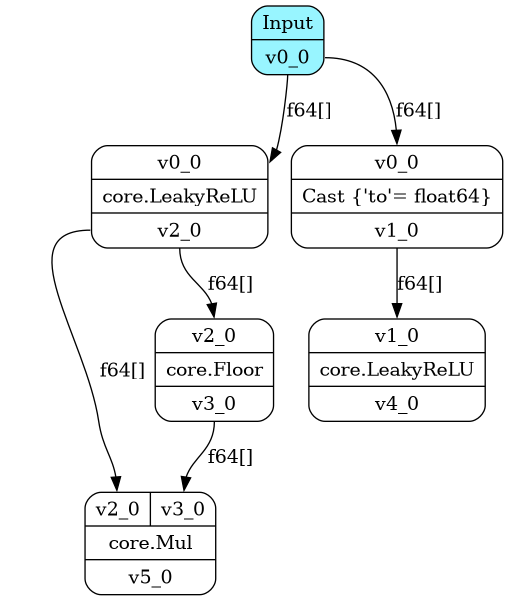 Input
v0_0
f64[]
f64[]
v0_0
core.LeakyReLU
v2_0
v0_0
Cast {'to'= float64}
v1_0
f64[]
f64[]
v2_0
core.Floor
v3_0
v1_0
core.LeakyReLU
v4_0
f64[]
f64[]
v2_0 v3_0
core.Mul
v5_0